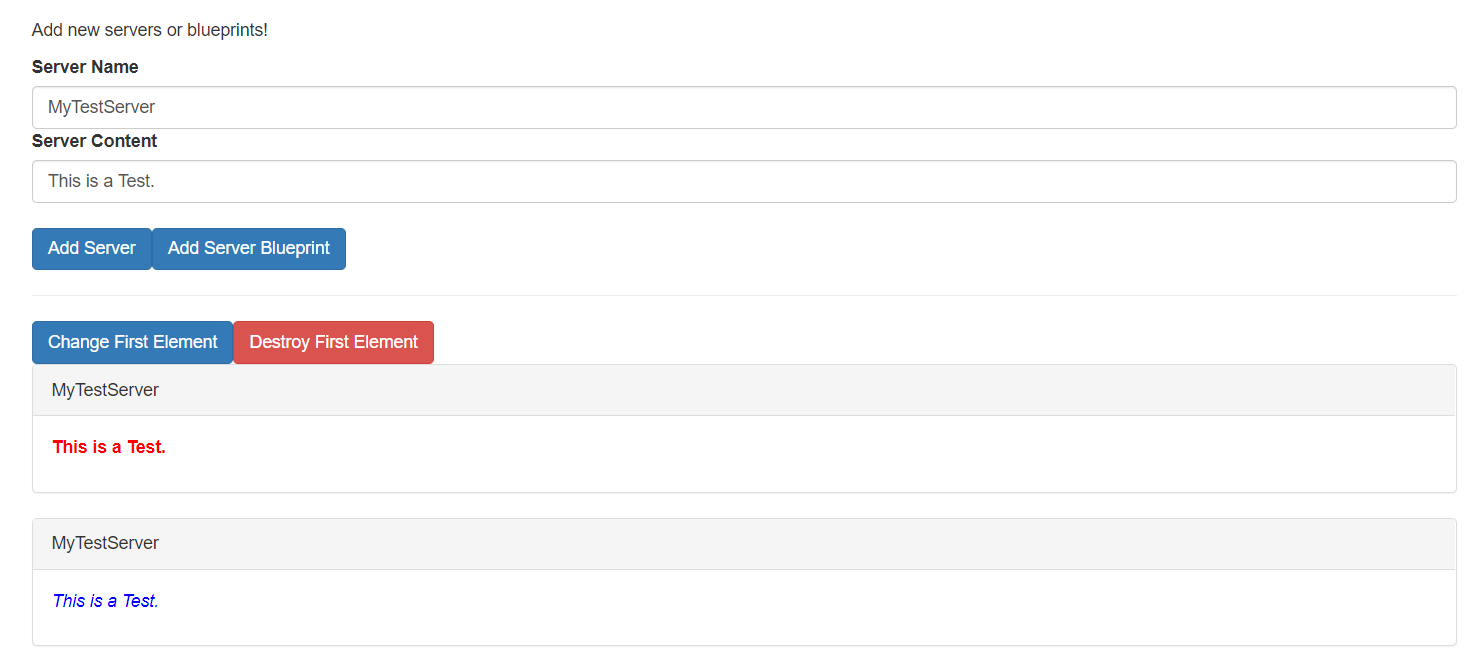 Add new servers or blueprints!
Server Name
MyTestServer
Server Content
This is a Test.
Add Server Add Server Blueprint
Change First Element Destroy First Element
MyTestServer
This is a Test.
MyTestServer
This is a Test.